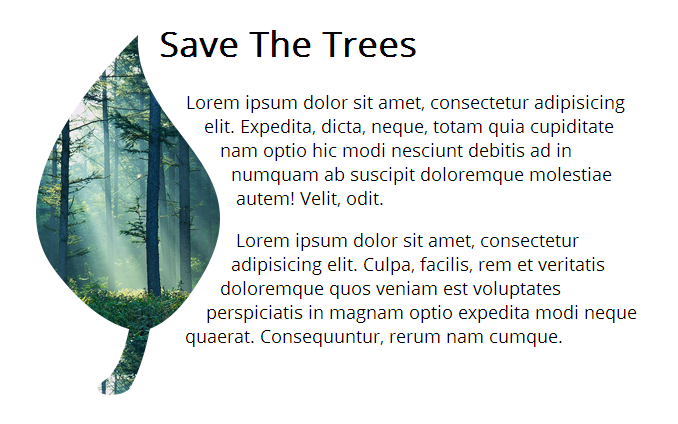 Save The Trees
Lorem ipsum dolor sit amet, consectetur adipisicing
elit. Expedita, dicta, neque, totam quia cupiditate
nam optio hic modi nesciunt debitis ad in
numquam ab suscipit doloremque molestiae
autem! Velit, odit.
Lorem ipsum dolor sit amet, consectetur
adipisicing elit. Culpa, facilis, rem et veritatis
doloremque quos veniam est voluptates
perspiciatis in magnam optio expedita modi neque
quaerat. Consequuntur, rerum nam cumque.